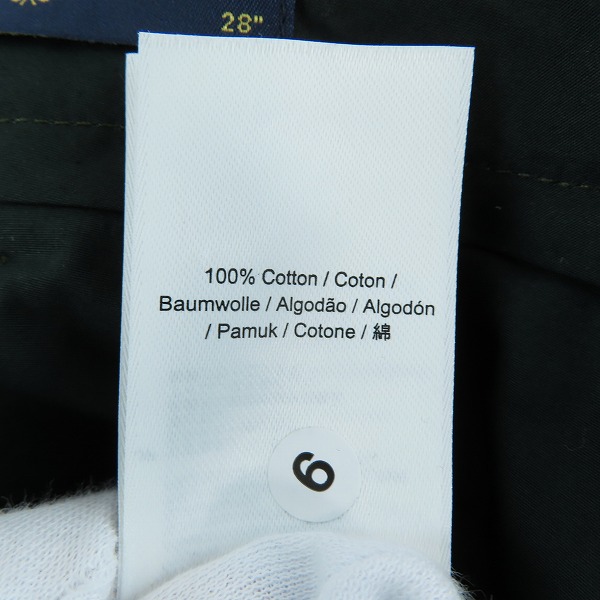 28"
100% Cotton / Coton /
Baumwolle / Algodão / Algodón
/ Pamuk / Cotone / 綿
6